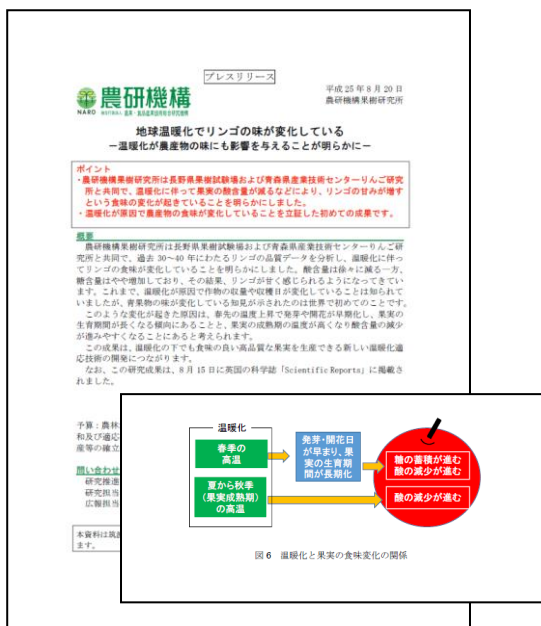 プレスリリース
農研機構
NARO
平成 25 年 8 月 20 日
農研機構果樹研究所
地球温暖化でリンゴの味が変化している
－温暖化が農産物の味にも影響を与えることが明らかに－
ポイント
・農研機構果樹研究所は長野県果樹試験場および青森県産業技術センターりんご研究
所と共同で、温暖化に伴って果実の酸含量が減るなどにより、リンゴの甘みが増す
という食味の変化が起きていることを明らかにしました。
・温暖化が原因で農産物の食味が変化していることを立証した初めての成果です。
概要
農研機構果樹研究所は長野県果樹試験場および青森県産業技術センターりんご研
究所と共同で、過去 30～40 年にわたるリンゴの品質データを分析し、温暖化に伴っ
てリンゴの食味が変化していることを明らかにしました。酸含量は徐々に減る一方、
糖含量はやや増加しており、その結果、リンゴが甘く感じられるようになってきてい
ます。これまで、温暖化が原因で作物の収量や収穫日が変化していることは知られて
いましたが、青果物の味が変化している知見が示されたのは世界で初めてのことです。
このような変化が起きた原因は、春先の温度上昇で発芽や開花が早期化し、果実の
生育期間が長くなる傾向にあることと、果実の成熟期の温度が高くなり酸含量の減少
が進みやすくなることにあると考えられます。
この成果は、温暖化の下でも食味の良い高品質な果実を生産できる新しい温暖化適
応技術の開発につながります。
なお、この研究成果は、8 月 15 日に英国の科学誌「Scientific Reports」に掲載さ
れました。
予算：農林
和及び適応
産等の確立
問い合わせ
研究推進
研究担当
広報担当
本資料は筑
ます。
温暖化
春季の
高温
発芽・開花日
が早まり、果
実の生育期
間が長期化
糖の蓄積が進む
酸の減少が進む
夏から秋季
（果実成熟期）
の高温
酸の減少が進む
図 6　温暖化と果実の食味変化の関係